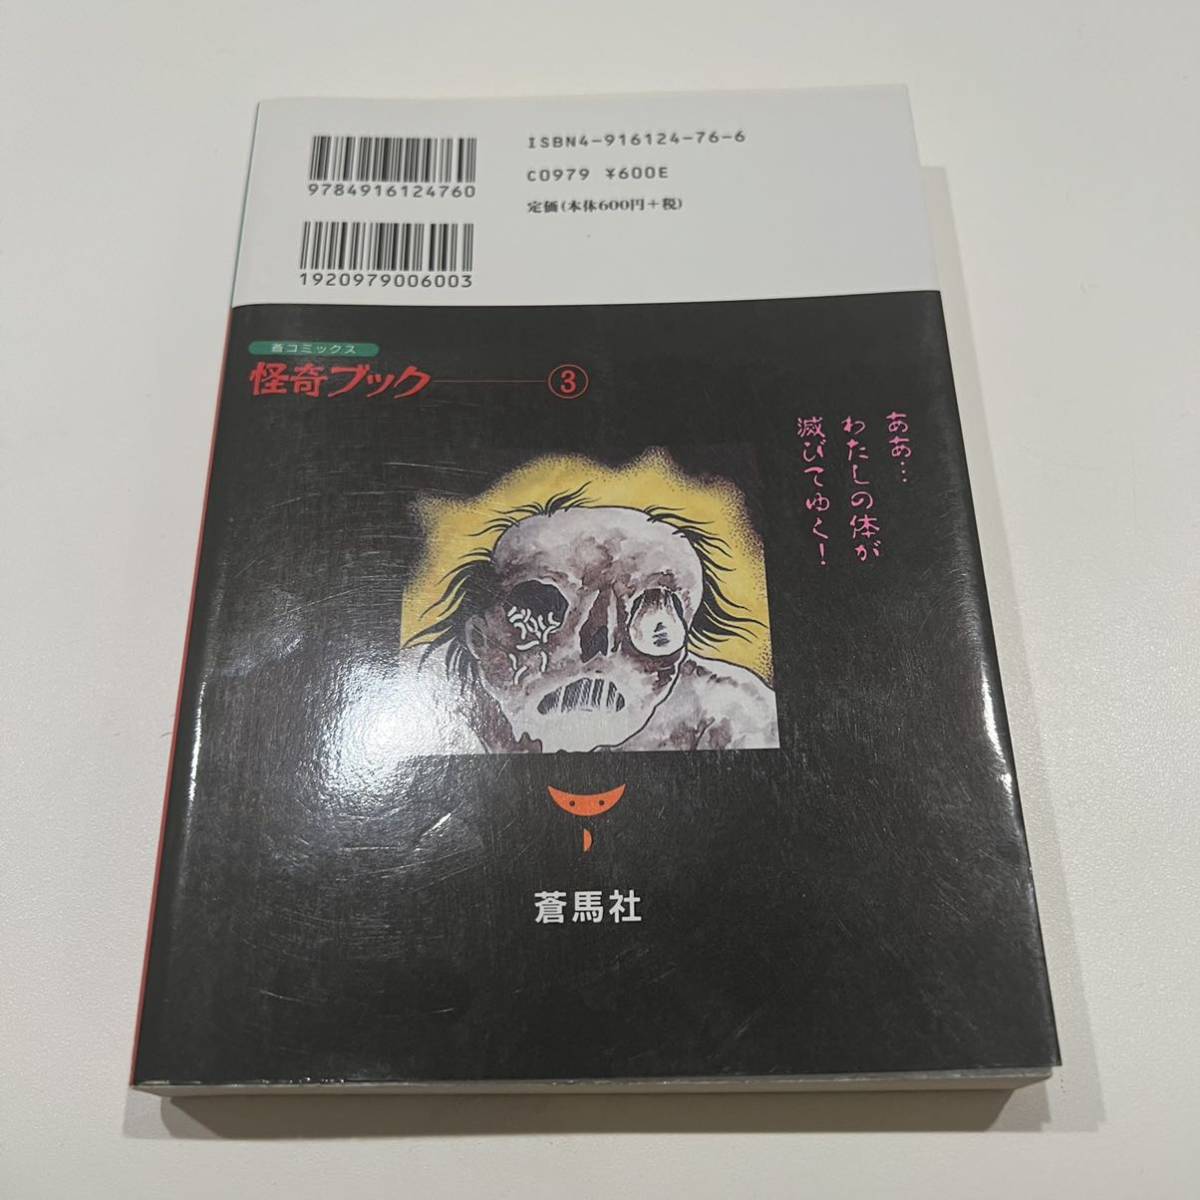 ISBN4-916124-76-6
C0979 ¥600E
定価(本体600円+税)
9784916124760
1920979006003
蒼コミックス
怪奇ブック
③
ああ…
わたしの体が
滅びてゆく!
蒼馬社